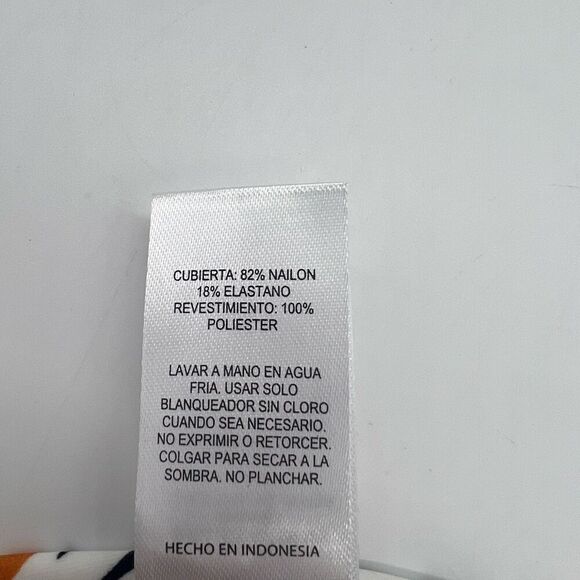 CUBIERTA: 82% NAILON
18% ELASTANO
REVESTIMIENTO: 100%
POLIESTER
LAVAR A MANO EN AGUA
FRIA. USAR SOLO
BLANQUEADOR SIN CLORO
CUANDO SEA NECESARIO.
NO EXPRIMIR O RETORCER.
COLGAR PARA SECAR A LA
SOMBRA. NO PLANCHAR.
HECHO EN INDONESIA